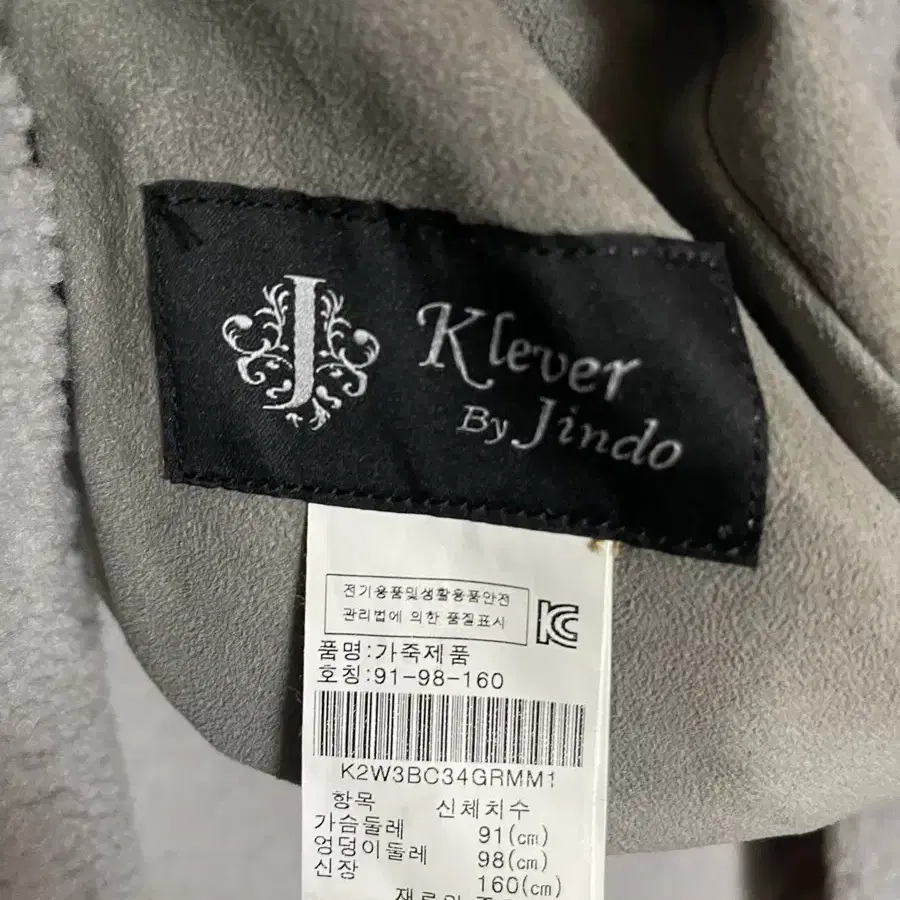 J
Klever
By Jindo
전기용품및생활용품안전
관리법에 의한 품질표시
KC
품명:가죽제품
호칭:91-98-160
K2W3BC34GRMM1
항목 신체치수
가슴둘레 91(cm)
엉덩이둘레 98(cm)
신장 160(cm)